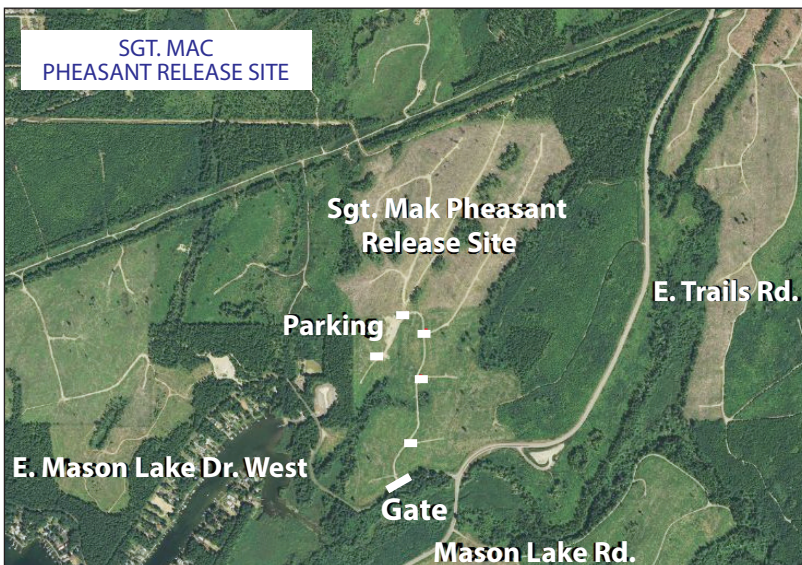 SGT. MAC
PHEASANT RELEASE SITE
Sgt. Mak Pheasant
Release Site
E. Trails Rd.
Parking
E. Mason Lake Dr. West
Gate
Mason Lake Rd.